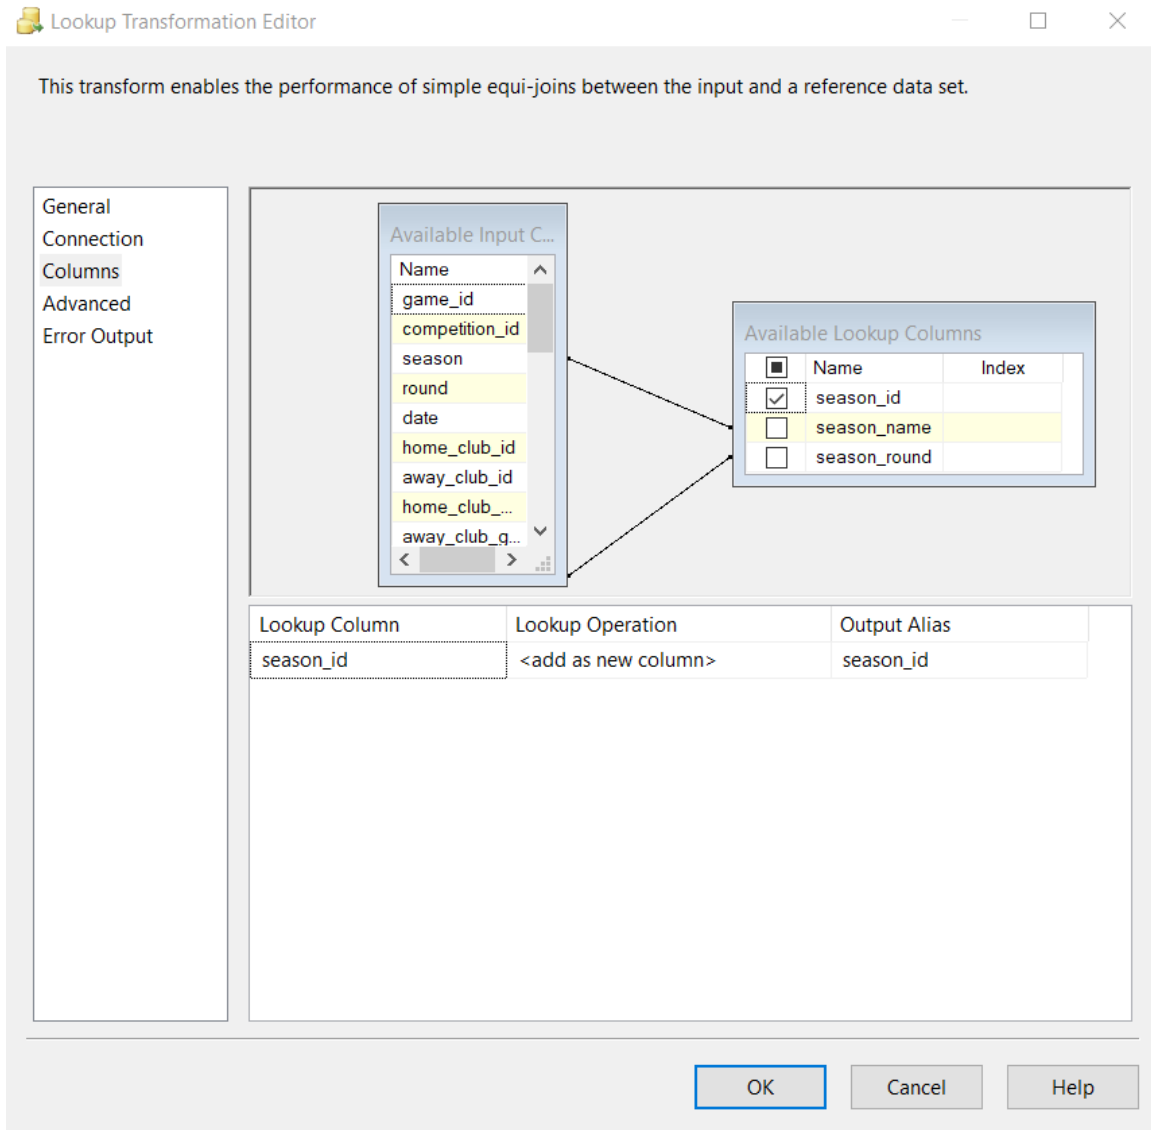 Lookup Transformation Editor
This transform enables the performance of simple equi-joins between the input and a reference data set.
General
Connection
Columns
Advanced
Error Output
Available Input C...
Name
game_id
competition_id
season
round
date
home_club_id
away_club_id
home_club_...
away_club_g...
Available Lookup Columns
Name Index
season_id
season_name
season_round
Lookup Column Lookup Operation Output Alias
season_id <add as new column> season_id
OK Cancel Help